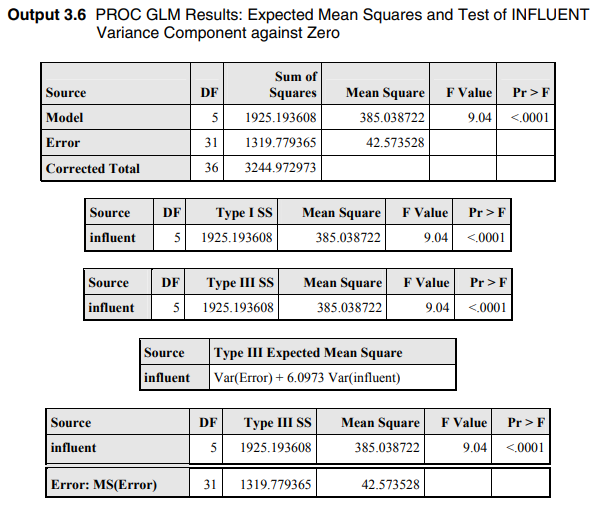 Output 3.6 PROC GLM Results: Expected Mean Squares and Test of INFLUENT
Variance Component against Zero
Source DF Sum of Squares Mean Square F Value Pr > F
Model 5 1925.193608 385.038722 9.04 <.0001
Error 31 1319.779365 42.573528
Corrected Total 36 3244.972973
Source DF Type I SS Mean Square F Value Pr > F
influent 5 1925.193608 385.038722 9.04 <.0001
Source DF Type III SS Mean Square F Value Pr > F
influent 5 1925.193608 385.038722 9.04 <.0001
Source Type III Expected Mean Square
influent Var(Error) + 6.0973 Var(influent)
Source DF Type III SS Mean Square F Value Pr > F
influent 5 1925.193608 385.038722 9.04 <.0001
Error: MS(Error) 31 1319.779365 42.573528